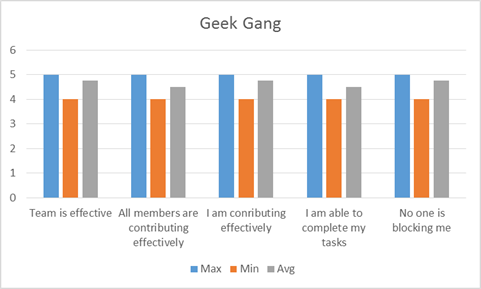 Geek Gang
6
5
4
3
2
1
0
Team is effective
All members are
contributing
effectively
I am conributing
effectively
I am able to
complete my
tasks
No one is
blocking me
Max Min Avg